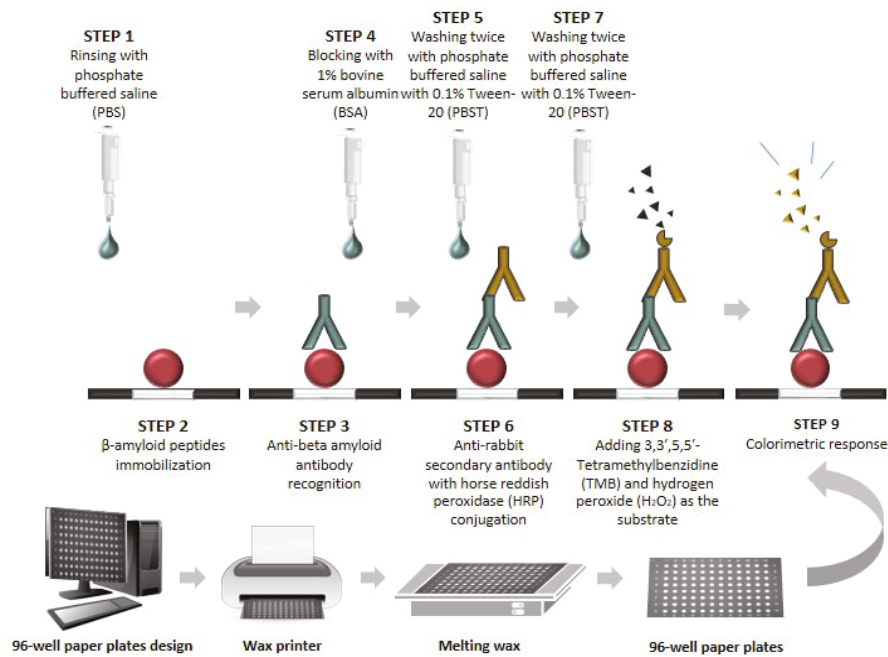 STEP 1
Rinsing with
phosphate
buffered saline
(PBS)
STEP 4
Blocking with
1% bovine
serum albumin
(BSA)
STEP 5
Washing twice
with phosphate
buffered saline
with 0.1% Tween-
20 (PBST)
STEP 7
Washing twice
with phosphate
buffered saline
with 0.1% Tween-
20 (PBST)
STEP 2
β-amyloid peptides
immobilization
STEP 3
Anti-beta amyloid
antibody
recognition
STEP 6
Anti-rabbit
secondary antibody
with horse reddish
peroxidase (HRP)
conjugation
STEP 8
Adding 3,3′,5,5′-
Tetramethylbenzidine
(TMB) and hydrogen
peroxide (H₂O₂) as the
substrate
STEP 9
Colorimetric response
96-well paper plates design
Wax printer
Melting wax
96-well paper plates